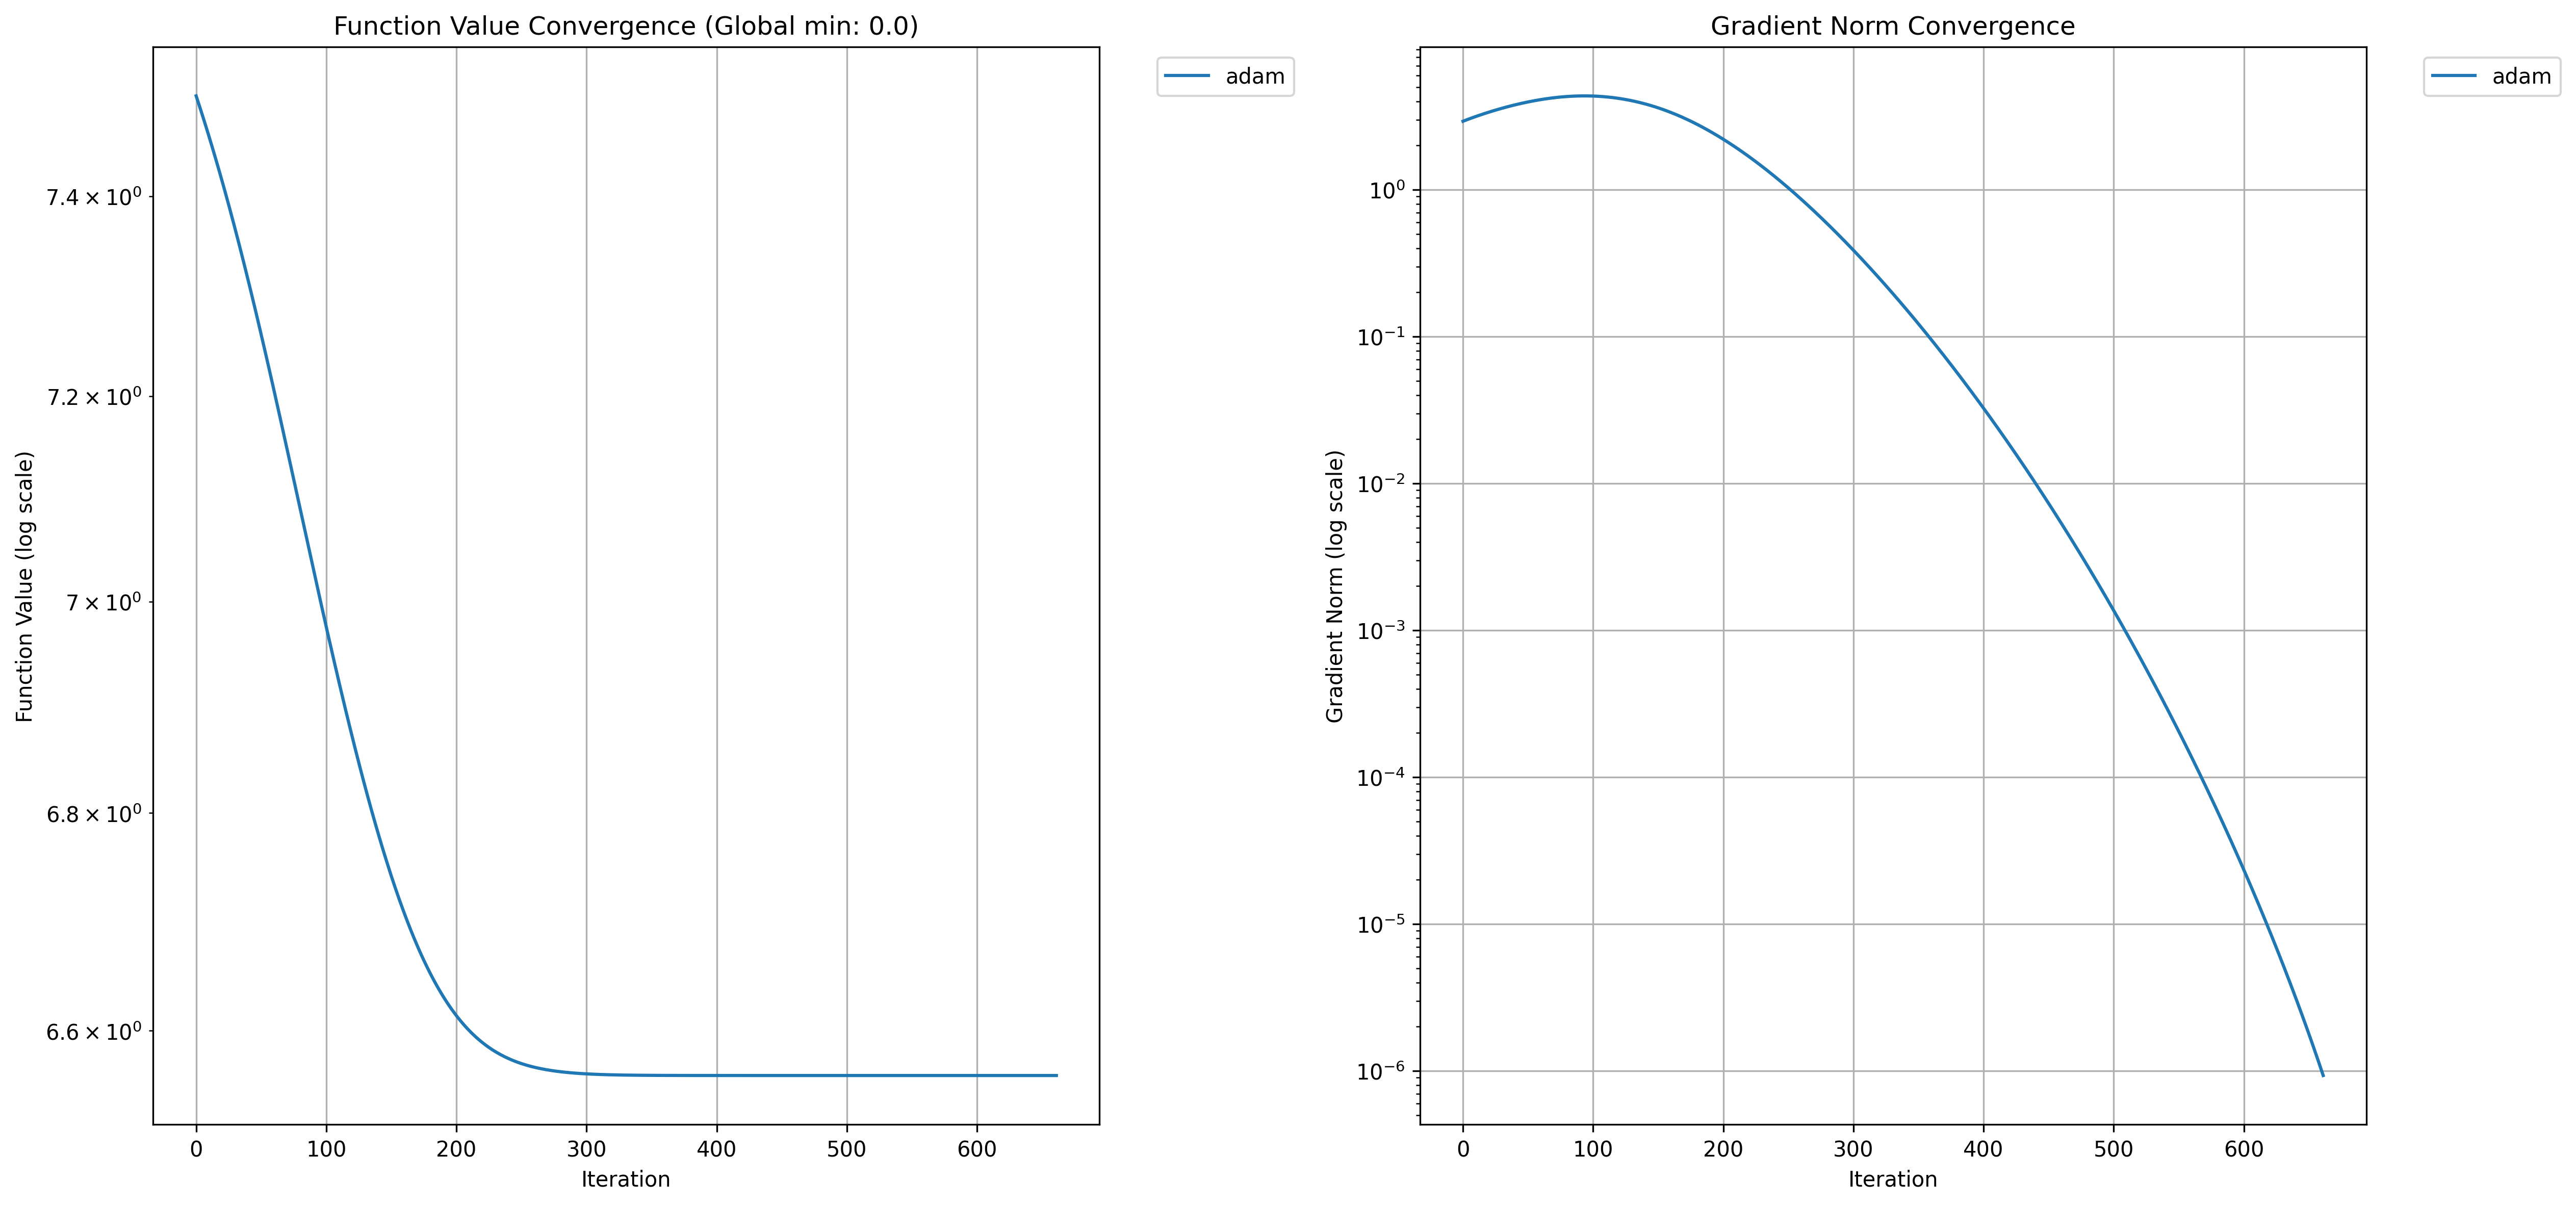 Function Value Convergence (Global min: 0.0)
adam
7.4 × 10⁰
7.2 × 10⁰
7 × 10⁰
6.8 × 10⁰
6.6 × 10⁰
Function Value (log scale)
0 100 200 300 400 500 600
Iteration
Gradient Norm Convergence
adam
10⁰
10⁻¹
10⁻²
10⁻³
10⁻⁴
10⁻⁵
10⁻⁶
Gradient Norm (log scale)
0 100 200 300 400 500 600
Iteration